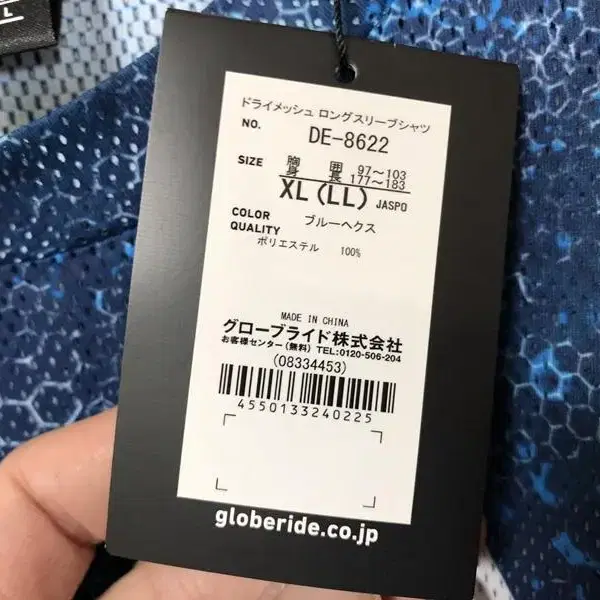 L
ドライメッシュ ロングスリーブシャツ
NO. DE-8622
SIZE 胸囲 97～103
身長 177～183
XL(LL) JASPO
COLOR ブルーヘクス
QUALITY
ポリエステル 100%
MADE IN CHINA
グローブライド株式会社
お客様センター(無料) TEL:0120-506-204
(08334453)
4550133240225
globeride.co.jp